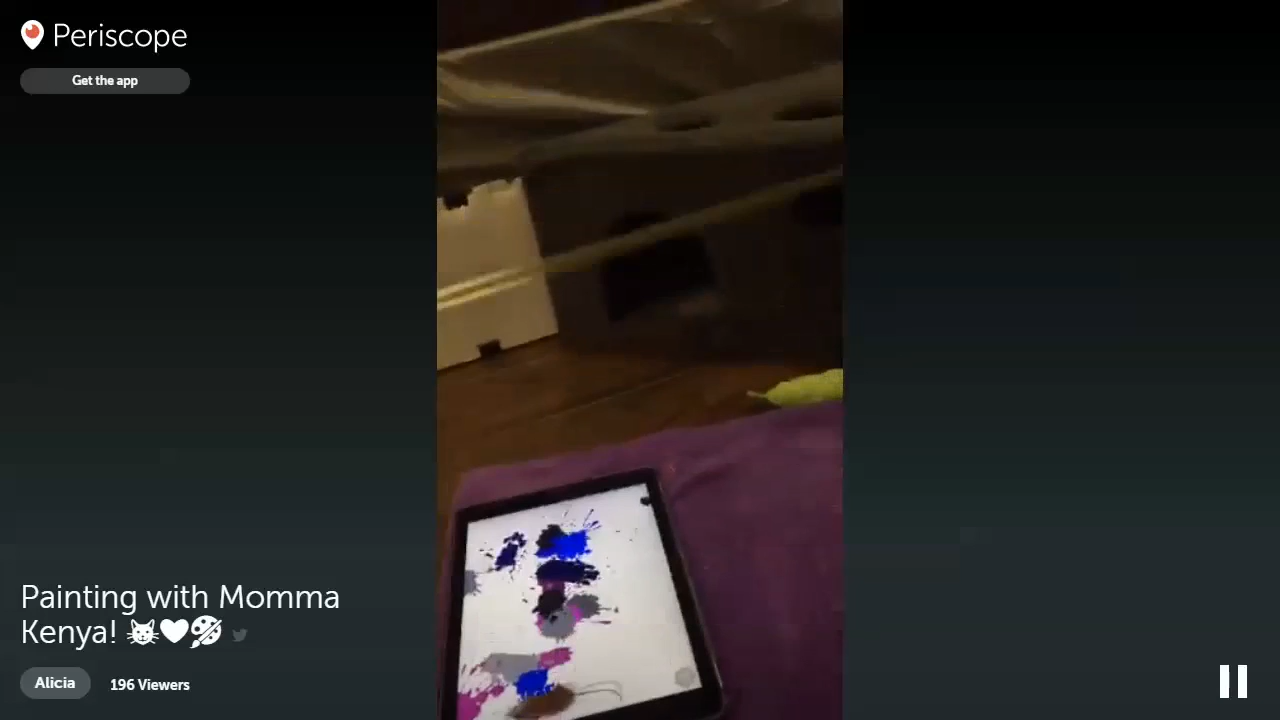 Periscope
Get the app
Painting with Momma
Kenya! 😺❤🎨
Alicia
196 Viewers